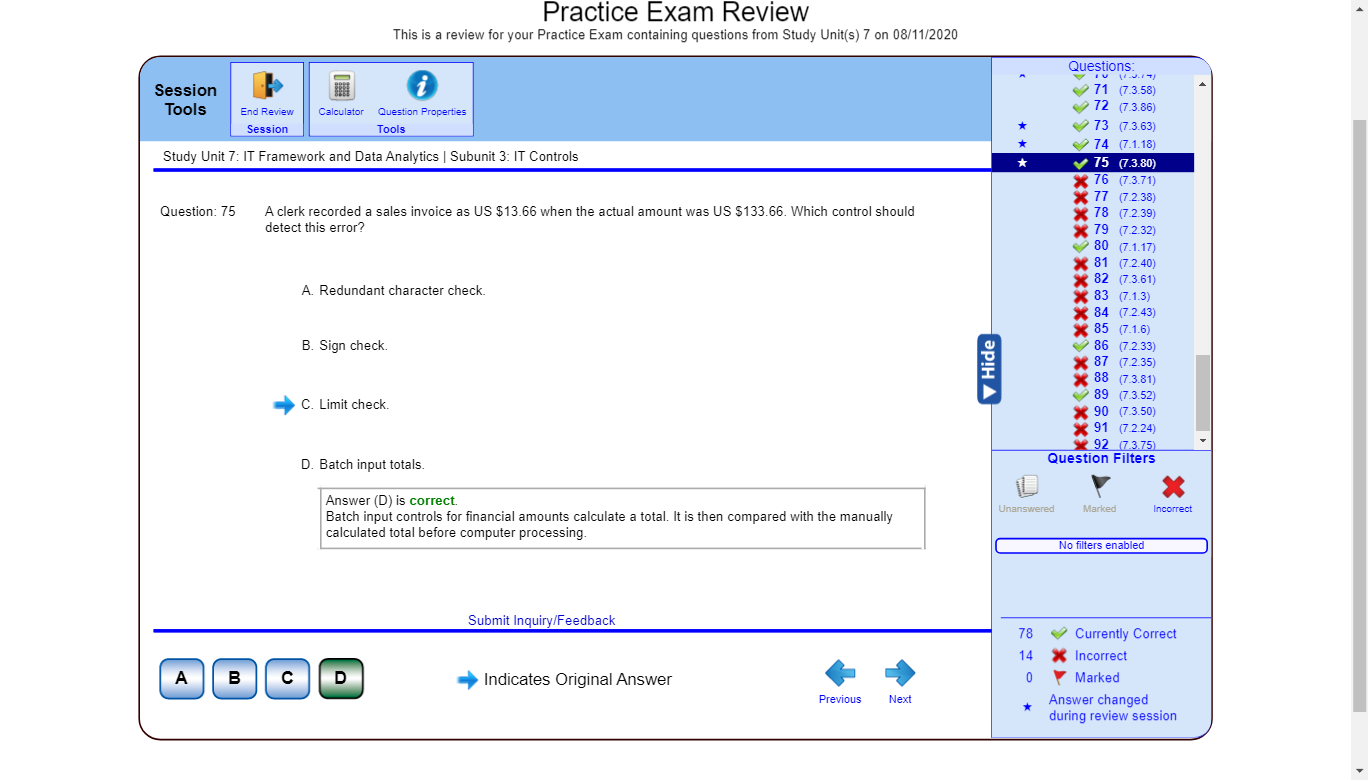 Practice Exam Review
This is a review for your Practice Exam containing questions from Study Unit(s) 7 on 08/11/2020
Session
Tools
End Review
Session
Calculator
Question Properties
Tools
Study Unit 7: IT Framework and Data Analytics | Subunit 3: IT Controls
Question: 75
A clerk recorded a sales invoice as US $13.66 when the actual amount was US $133.66. Which control should
detect this error?
A. Redundant character check.
B. Sign check.
C. Limit check.
D. Batch input totals.
Answer (D) is correct.
Batch input controls for financial amounts calculate a total. It is then compared with the manually
calculated total before computer processing.
Submit Inquiry/Feedback
A
B
C
D
Indicates Original Answer
Previous
Next
Hide
Questions:
70 (7.3.74)
71 (7.3.58)
72 (7.3.86)
73 (7.3.63)
74 (7.1.18)
75 (7.3.80)
76 (7.3.71)
77 (7.2.38)
78 (7.2.39)
79 (7.2.32)
80 (7.1.17)
81 (7.2.40)
82 (7.3.61)
83 (7.1.3)
84 (7.2.43)
85 (7.1.6)
86 (7.2.33)
87 (7.2.35)
88 (7.3.81)
89 (7.3.52)
90 (7.3.50)
91 (7.2.24)
92 (7.3.75)
Question Filters
Unanswered
Marked
Incorrect
No filters enabled
78 Currently Correct
14 Incorrect
0 Marked
Answer changed
during review session